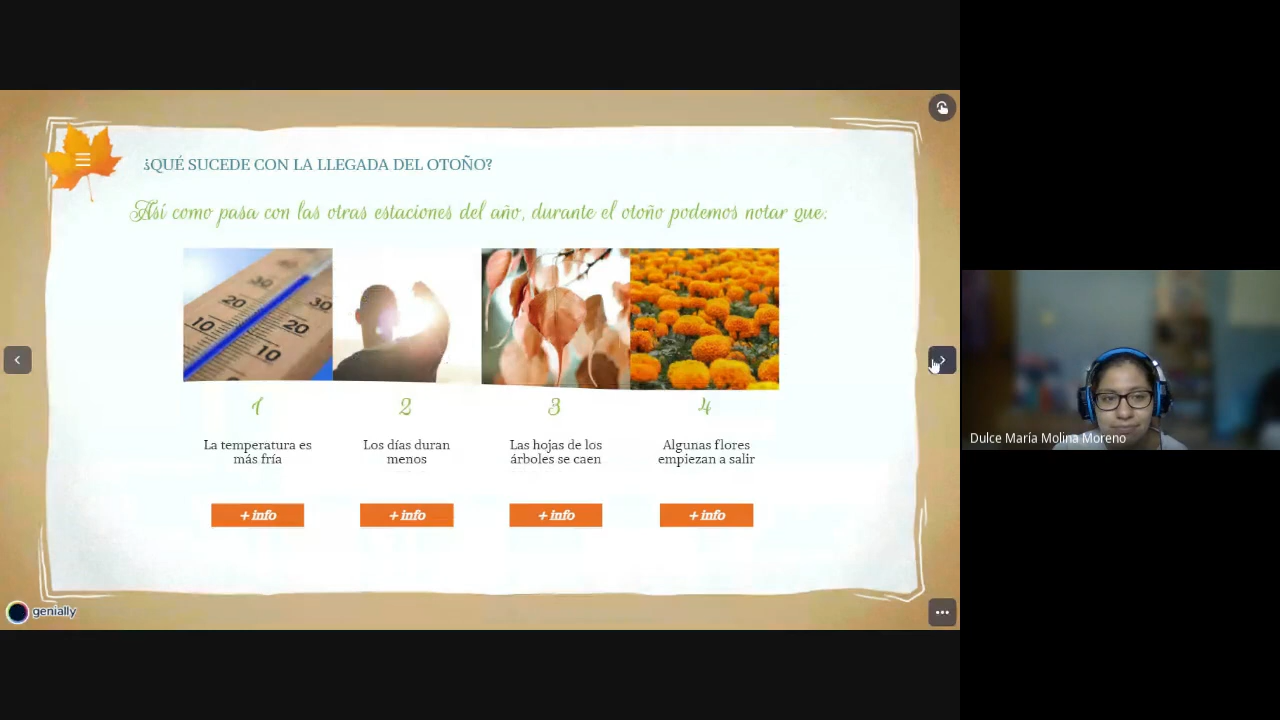 ¿QUÉ SUCEDE CON LA LLEGADA DEL OTOÑO?
Así como pasa con las otras estaciones del año, durante el otoño podemos notar que:
30
20
10
30
20
10
1
2
3
4
La temperatura es
más fría
Los días duran
menos
Las hojas de los
árboles se caen
Algunas flores
empiezan a salir
+ info
+ info
+ info
+ info
Dulce María Molina Moreno
genially